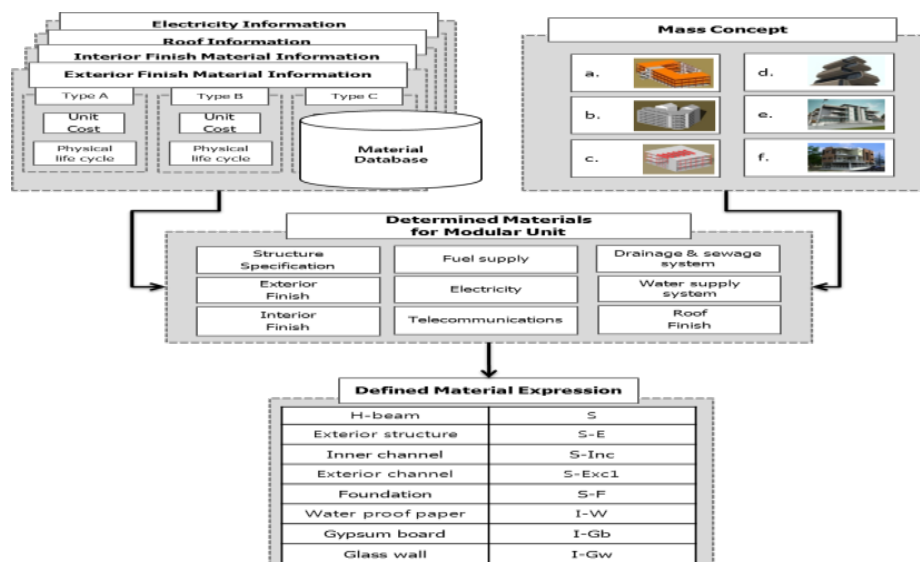 Electricity Information
Roof Information
Interior Finish Material Information
Exterior Finish Material Information
Type A
Type B
Type C
Unit
Cost
Unit
Cost
Physical
life cycle
Physical
life cycle
Material
Database
Mass Concept
a.
d.
b.
e.
c.
f.
Determined Materials
for Modular Unit
Structure
Specification
Fuel supply
Drainage & sewage
system
Exterior
Finish
Electricity
Water supply
system
Interior
Finish
Telecommunications
Roof
Finish
Defined Material Expression
H-beam S
Exterior structure S-E
Inner channel S-Inc
Exterior channel S-Exc1
Foundation S-F
Water proof paper I-W
Gypsum board I-Gb
Glass wall I-Gw